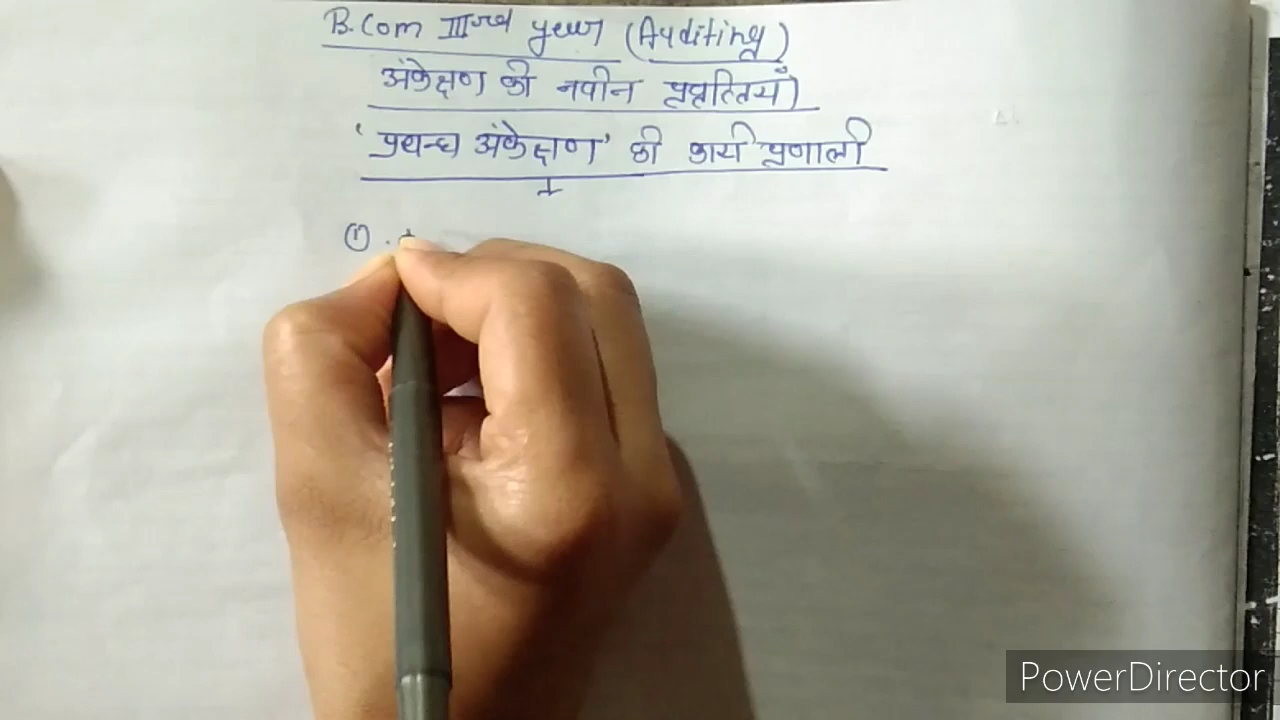 B.Com IIIrd year (Auditing)
अंकेक्षण की नवीन प्रवृत्तियाँ
'प्रबन्ध अंकेक्षण' की कार्य प्रणाली
①
PowerDirector